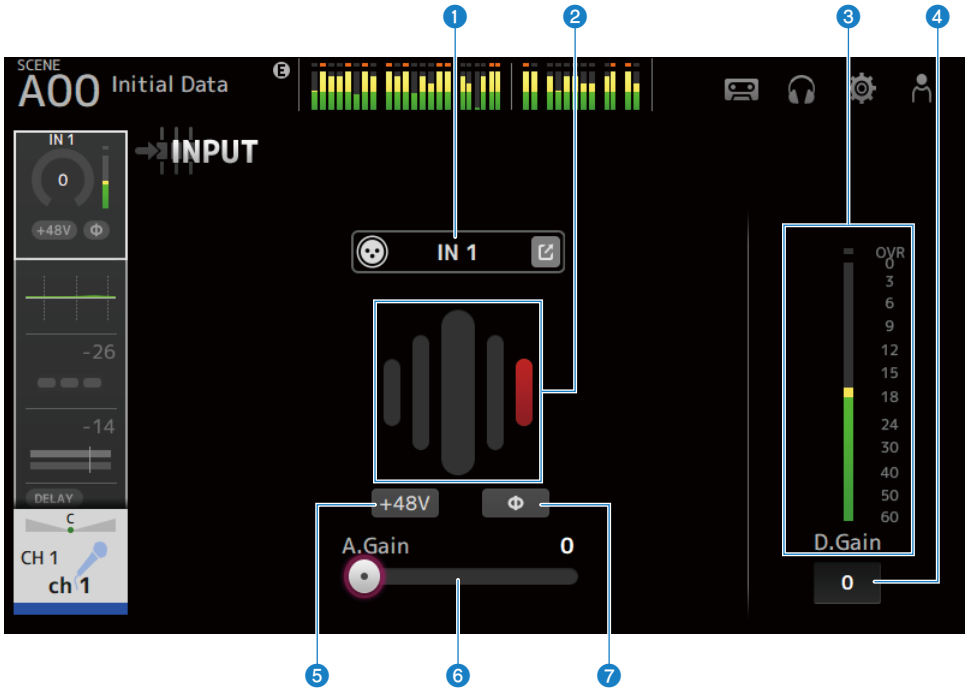 1 2 3 4
SCENE
A00 Initial Data E
IN 1
0
+48V Φ
INPUT
-26
-14
DELAY
C
CH 1
ch 1
IN 1
+48V Φ
A.Gain 0
OVR
0
3
6
9
12
15
18
24
30
40
50
60
D.Gain
0
5 6 7